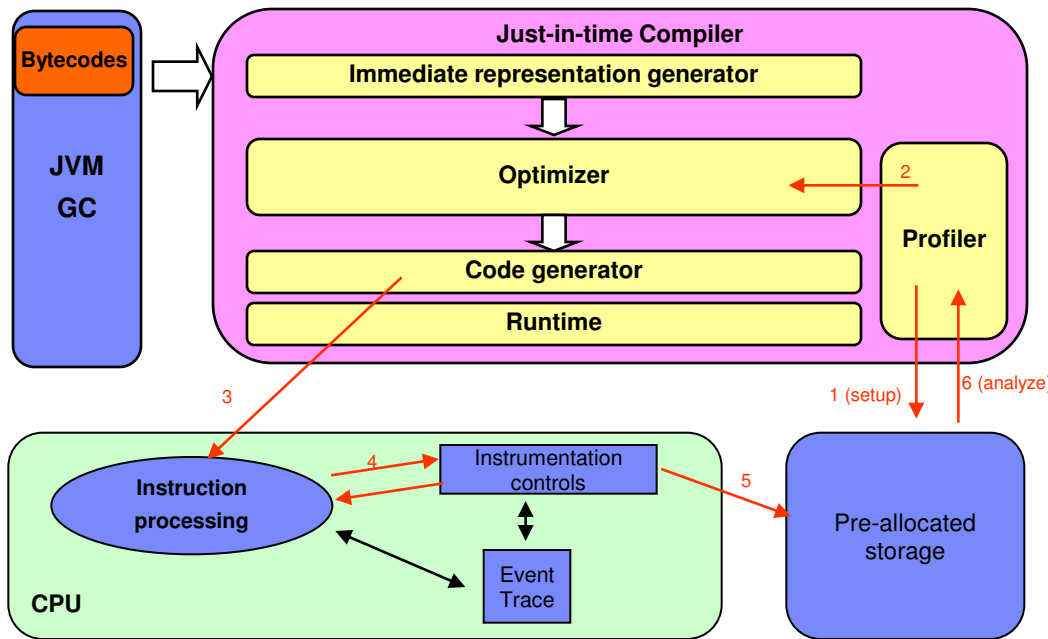 Bytecodes
JVM
GC
Just-in-time Compiler
Immediate representation generator
Optimizer
2
Profiler
Code generator
Runtime
3
1 (setup)
6 (analyze)
4
Instrumentation
controls
5
Instruction
processing
Pre-allocated
storage
Event
Trace
CPU